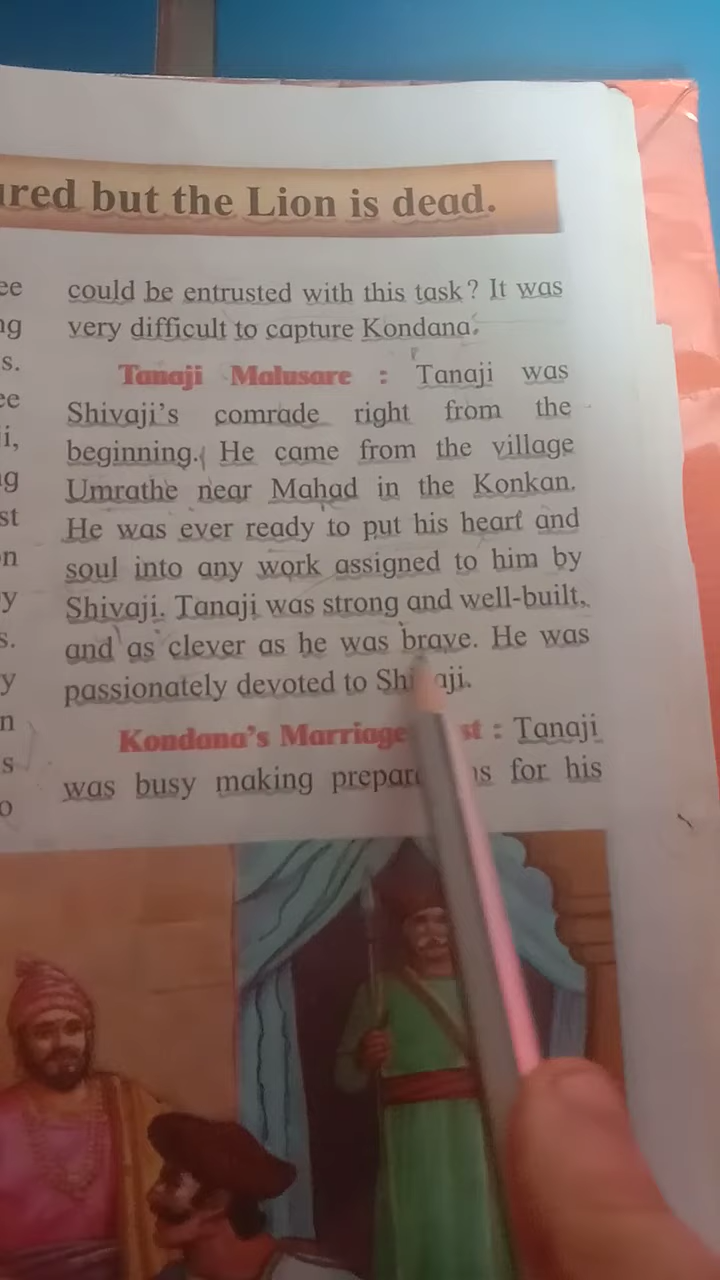 but the Lion is dead.
could be entrusted with this task? It was
very difficult to capture Kondana.
Tanaji Malusare : Tanaji was
Shivaji's comrade right from the
beginning. He came from the village
Umrathe near Mahad in the Konkan.
He was ever ready to put his heart and
soul into any work assigned to him by
Shivaji. Tanaji was strong and well-built,
and as clever as he was brave. He was
passionately devoted to
Kondana's Marriage : Tanaji
was busy making for his